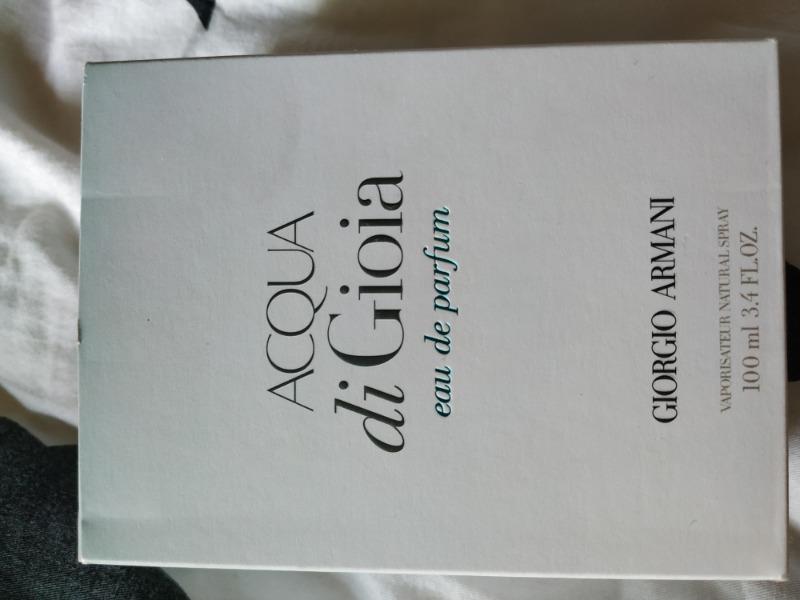 ACQUA
di Gioia
eau de parfum
GIORGIO ARMANI
VAPORISATEUR NATURAL SPRAY
100 ml 3.4 FL.OZ.